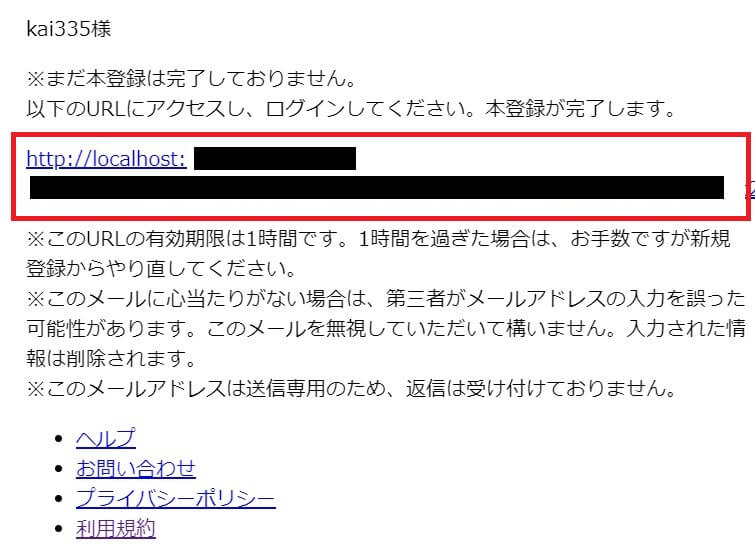 kai335様
※まだ本登録は完了しておりません。
以下のURLにアクセスし、ログインしてください。本登録が完了します。
http://localhost:
※このURLの有効期限は1時間です。1時間を過ぎた場合は、お手数ですが新規
登録からやり直してください。
※このメールに心当たりがない場合は、第三者がメールアドレスの入力を誤った
可能性があります。このメールを無視していただいて構いません。入力された情
報は削除されます。
※このメールアドレスは送信専用のため、返信は受け付けておりません。
ヘルプ
お問い合わせ
プライバシーポリシー
利用規約